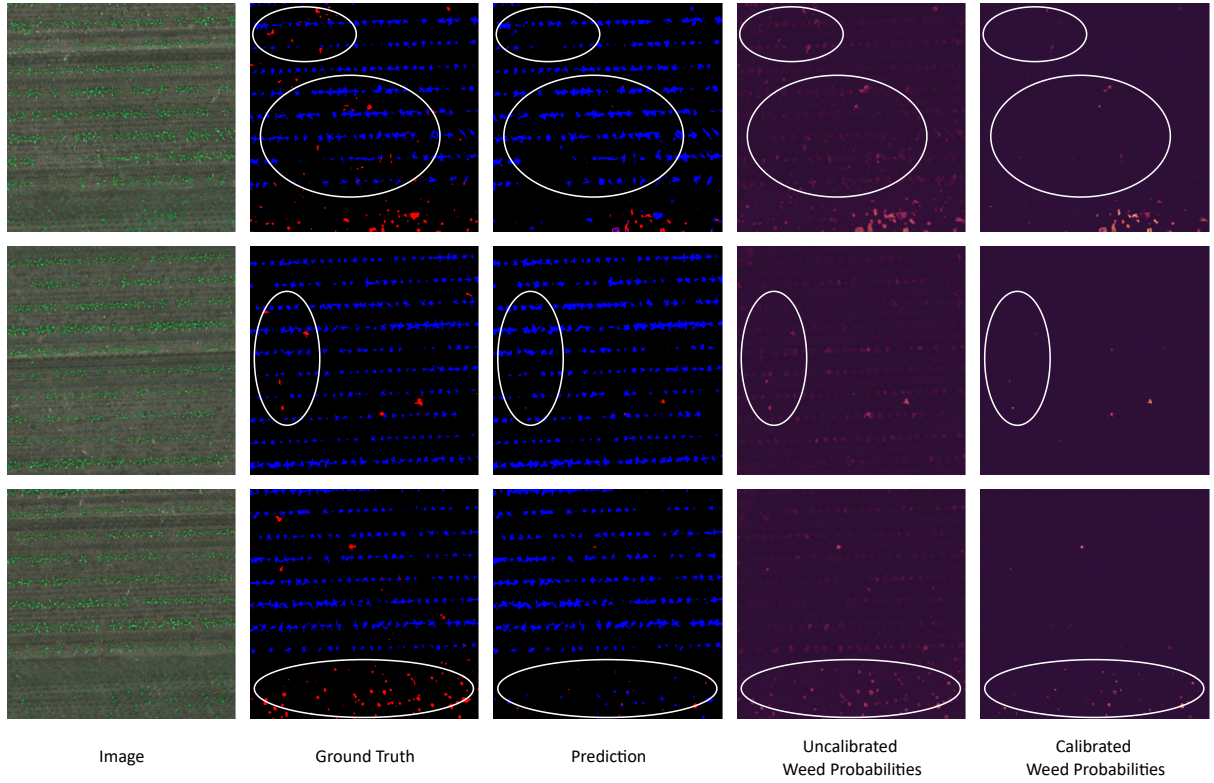 Image
Ground Truth
Prediction
Uncalibrated
Weed Probabilities
Calibrated
Weed Probabilities